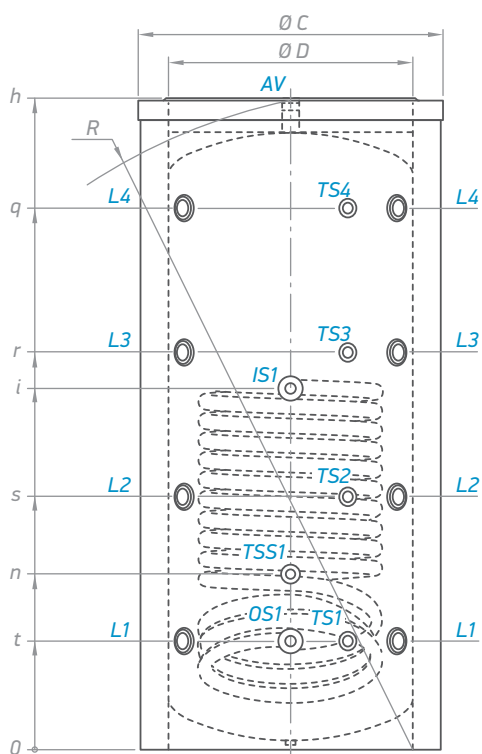 Ø C
Ø D
AV
h
R
L4 TS4 L4
q
L3 TS3 L3
r
IS1
i
L2 TS2 L2
s
TSS1
n
OS1 TS1
L1 L1
t
0